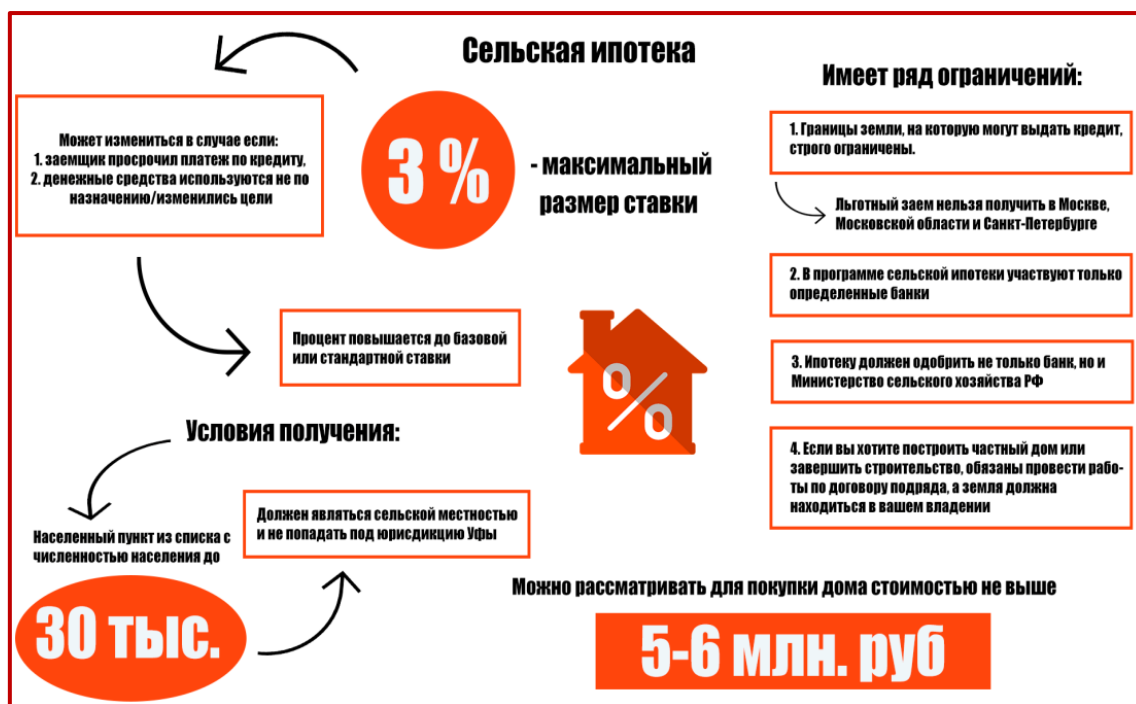 Сельская ипотека
3 %
- максимальный
размер ставки
Может измениться в случае если:
1. заемщик просрочил платеж по кредиту,
2. денежные средства используются не по
назначению/изменились цели
Процент повышается до базовой
или стандартной ставки
Условия получения:
Населенный пункт из списка с
численностью населения до
30 тыс.
Должен являться сельской местностью
и не попадать под юрисдикцию Уфы
%
Имеет ряд ограничений:
1. Границы земли, на которую могут выдать кредит,
строго ограничены.
Льготный заем нельзя получить в Москве,
Московской области и Санкт-Петербурге
2. В программе сельской ипотеки участвуют только
определенные банки
3. Ипотеку должен одобрить не только банк, но и
Министерство сельского хозяйства РФ
4. Если вы хотите построить частный дом или
завершить строительство, обязаны провести рабо-
ты по договору подряда, а земля должна
находиться в вашем владении
Можно рассматривать для покупки дома стоимостью не выше
5-6 млн. руб